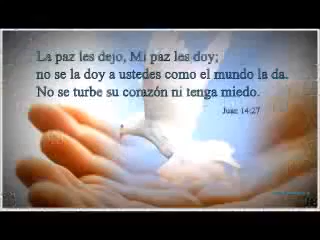 La paz les dejo, Mi paz les doy;
no se la doy a ustedes como el mundo la da.
No se turbe su corazón ni tenga miedo.
Juan 14:27